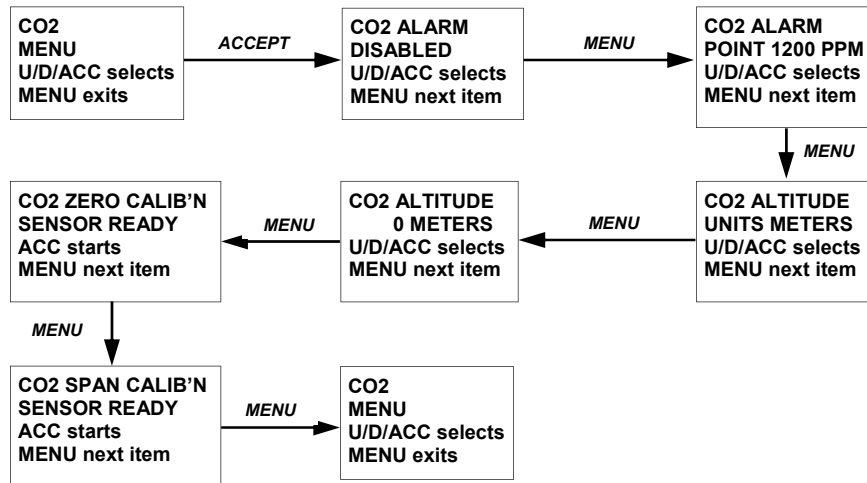 CO2
MENU
U/D/ACC selects
MENU exits
ACCEPT
CO2 ALARM
DISABLED
U/D/ACC selects
MENU next item
MENU
CO2 ALARM
POINT 1200 PPM
U/D/ACC selects
MENU next item
MENU
CO2 ALTITUDE
UNITS METERS
U/D/ACC selects
MENU next item
MENU
CO2 ALTITUDE
0 METERS
U/D/ACC selects
MENU next item
MENU
CO2 ZERO CALIB'N
SENSOR READY
ACC starts
MENU next item
MENU
CO2 SPAN CALIB'N
SENSOR READY
ACC starts
MENU next item
MENU
CO2
MENU
U/D/ACC selects
MENU exits